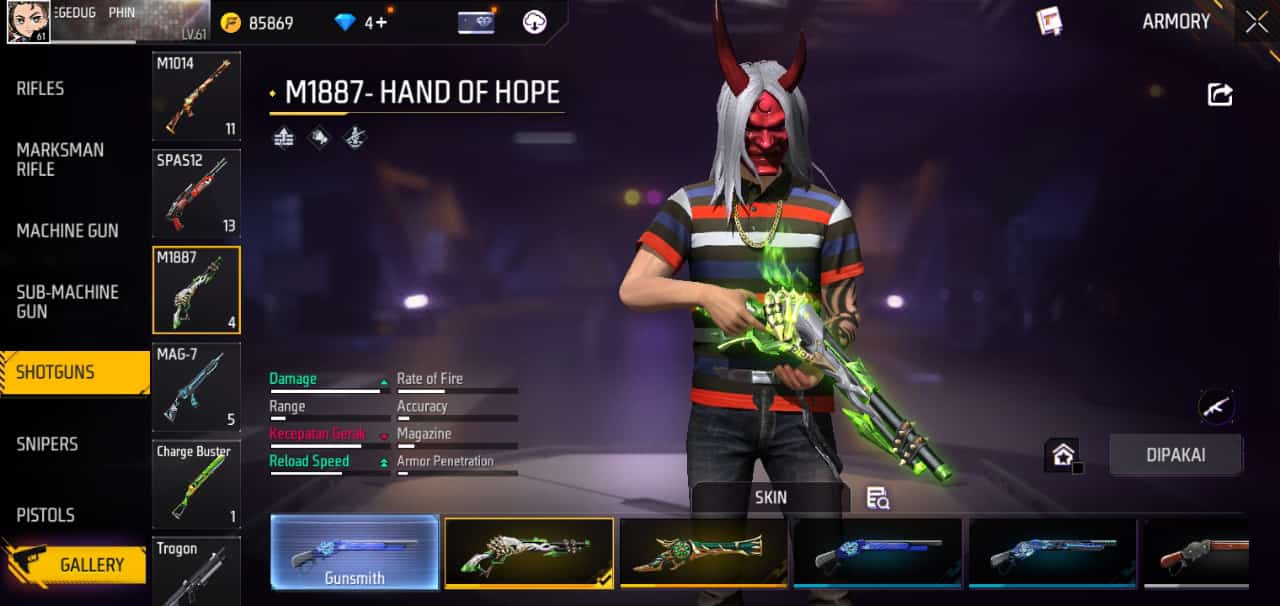 EGEDUG PHIN
61
LV.61
85869
4+
ARMORY
RIFLES
MARKSMAN
RIFLE
MACHINE GUN
SUB-MACHINE
GUN
SHOTGUNS
SNIPERS
PISTOLS
GALLERY
M1014
11
SPAS12
13
M1887
4
MAG-7
5
Charge Buster
1
Trogon
M1887- HAND OF HOPE
Damage
Rate of Fire
Range
Accuracy
Kecepatan Gerak
Magazine
Reload Speed
Armor Penetration
DIPAKAI
SKIN
Gunsmith